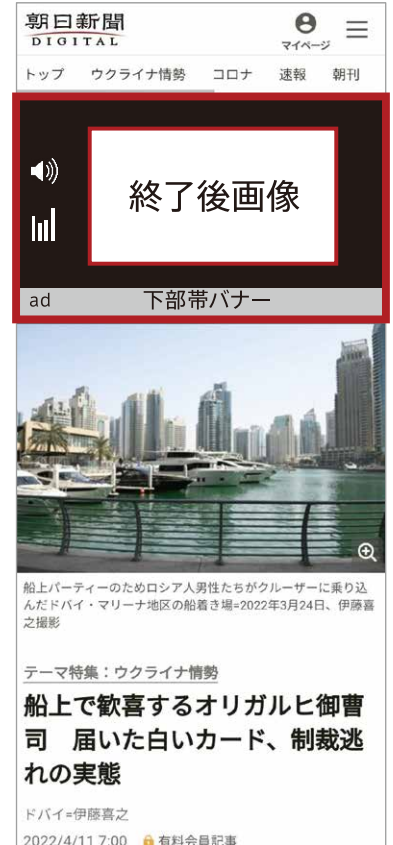 朝日新聞
DIGITAL
マイページ
トップ ウクライナ情勢 コロナ 速報 朝刊
終了後画像
ad 下部帯バナー
船上パーティーのためロシア人男性たちがクルーザーに乗り込
んだドバイ・マリーナ地区の船着き場=2022年3月24日、伊藤喜
之撮影
テーマ特集：ウクライナ情勢
船上で歓喜するオリガルヒ御曹
司　届いた白いカード、制裁逃
れの実態
ドバイ=伊藤喜之
2022/4/11 7:00 有料会員記事